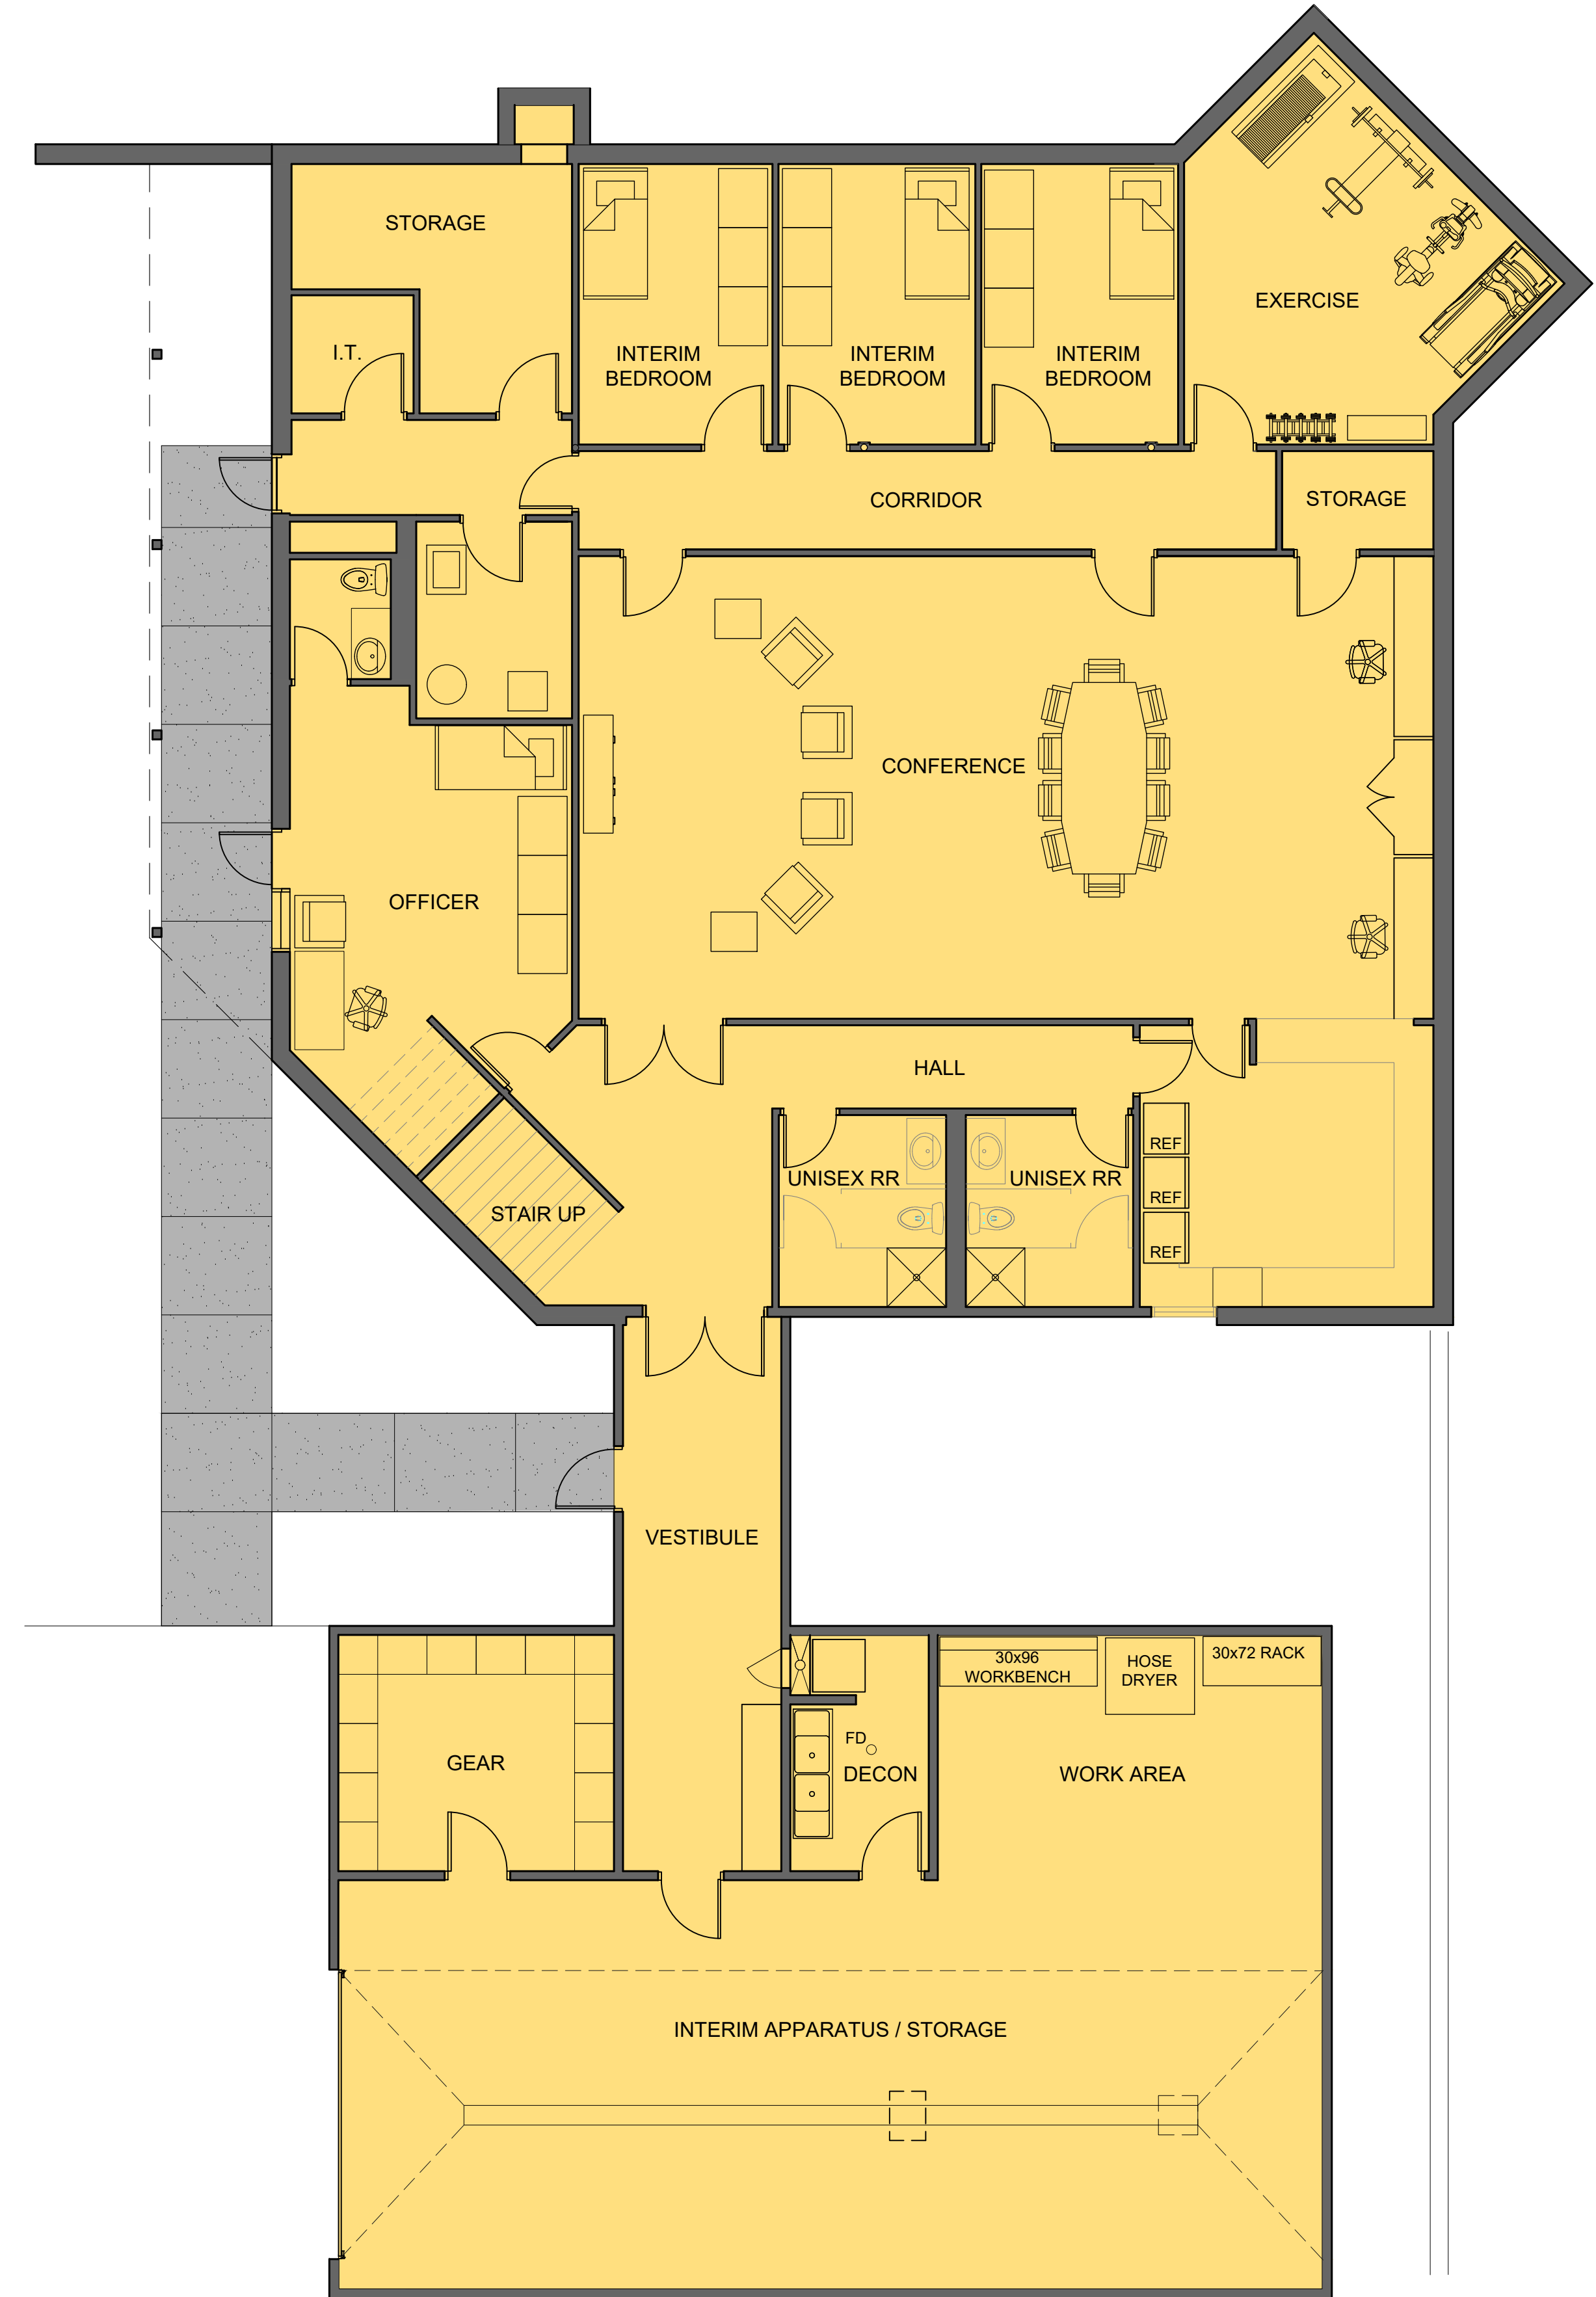 STORAGE
I.T.
INTERIM
BEDROOM
INTERIM
BEDROOM
INTERIM
BEDROOM
EXERCISE
CORRIDOR
STORAGE
CONFERENCE
OFFICER
HALL
REF
REF
REF
UNISEX RR
UNISEX RR
STAIR UP
VESTIBULE
30x96
WORKBENCH
HOSE
DRYER
30x72 RACK
FD
GEAR
DECON
WORK AREA
INTERIM APPARATUS / STORAGE